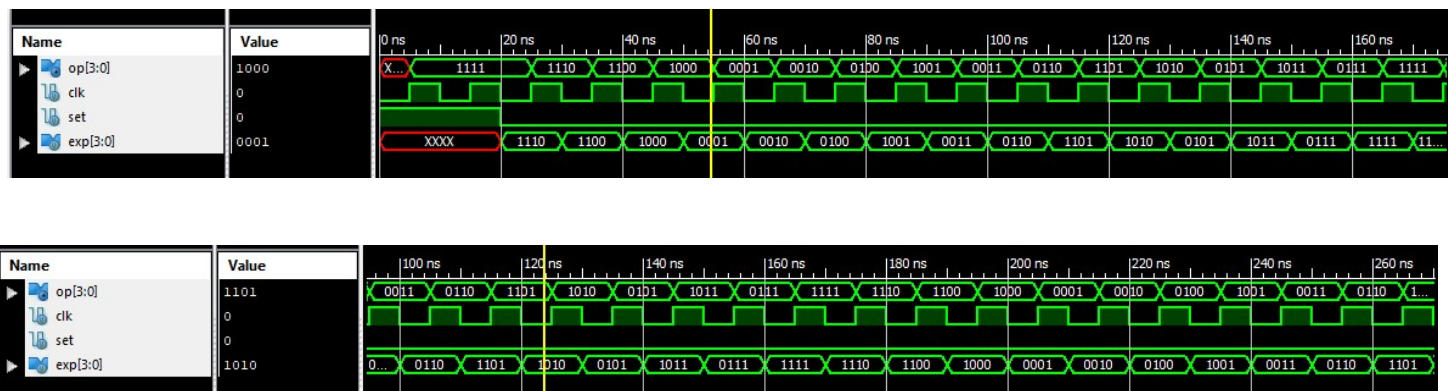 Name Value 0 ns 20 ns 40 ns 60 ns 80 ns 100 ns 120 ns 140 ns 160 ns
op[3:0] 1000 X... 1111 1110 1100 1000 0001 0010 0100 1001 0011 0110 1101 1010 0101 1011 0111 1111
clk 0
set 0
exp[3:0] 0001 XXXX 1110 1100 1000 0001 0010 0100 1001 0011 0110 1101 1010 0101 1011 0111 1111 11...
Name Value 100 ns 120 ns 140 ns 160 ns 180 ns 200 ns 220 ns 240 ns 260 ns
op[3:0] 1101 0011 0110 1101 1010 0101 1011 0111 1111 1110 1100 1000 0001 0010 0100 1001 0011 0110 1...
clk 0
set 0
exp[3:0] 1010 0... 0110 1101 1010 0101 1011 0111 1111 1110 1100 1000 0001 0010 0100 1001 0011 0110 1101